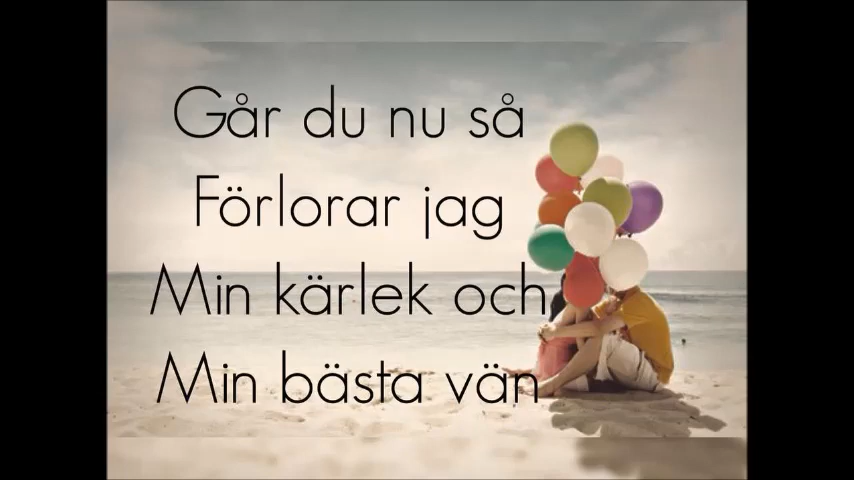 Går du nu så
Förlorar jag
Min kärlek och
Min bästa vän